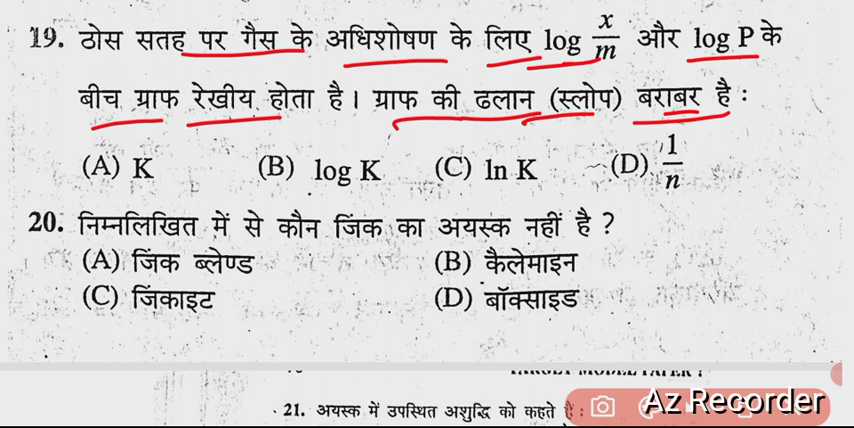 19. ठोस सतह पर गैस के अधिशोषण के लिए log x/m और log P के
बीच ग्राफ रेखीय होता है। ग्राफ की ढलान (स्लोप) बराबर है :
(A) K (B) log K (C) ln K (D) 1/n
20. निम्नलिखित में से कौन जिंक का अयस्क नहीं है ?
(A) जिंक ब्लेण्ड (B) कैलेमाइन
(C) जिंकाइट (D) बॉक्साइड
21. अयस्क में उपस्थित अशुद्धि को कहते हैं :
Az Recorder